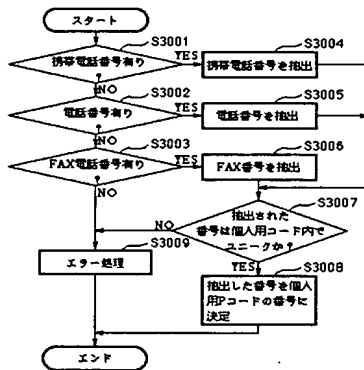 スタート
S3001
携帯電話番号有り
YES
S3004
携帯電話番号を抽出
NO
S3002
電話番号有り
YES
S3005
電話番号を抽出
NO
S3003
FAX電話番号有り
YES
S3006
FAX番号を抽出
NO
S3007
抽出された
番号は個人用コード内で
ユニークか?
NO
S3009
エラー処理
YES
S3008
抽出した番号を個人
用Pコードの番号に
決定
エンド